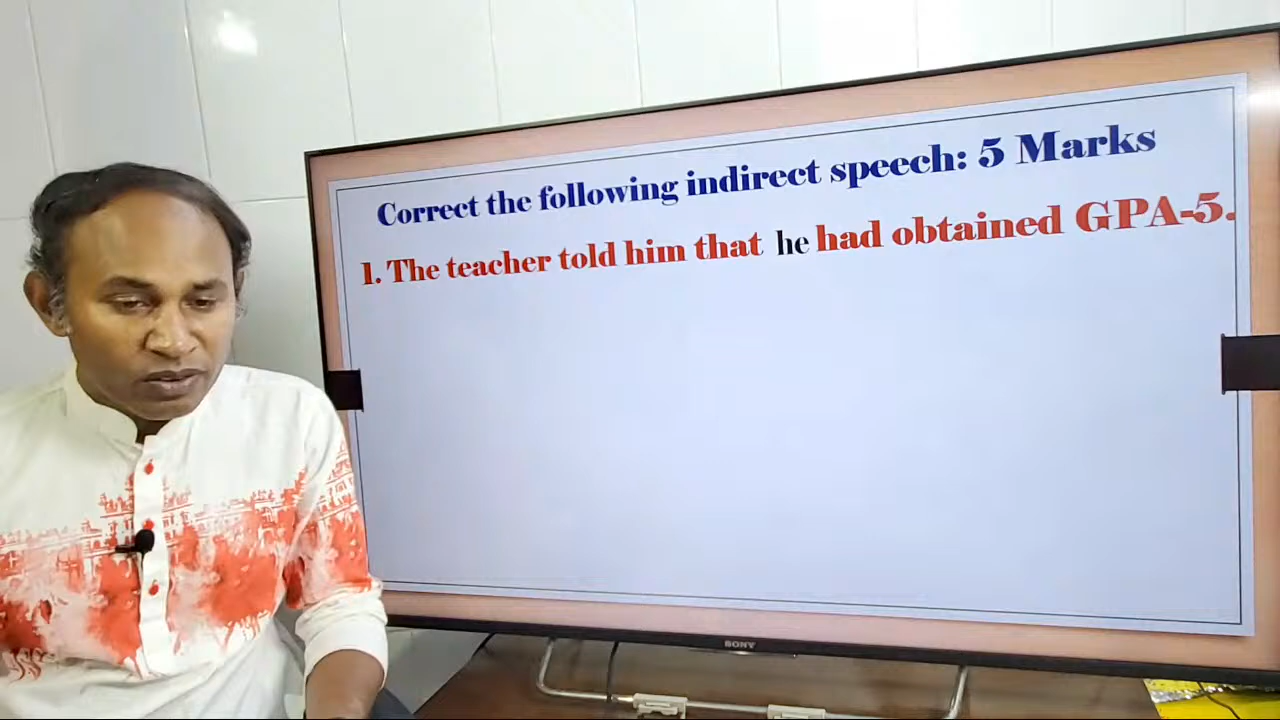 Correct the following indirect speech: 5 Marks
1. The teacher told him that he had obtained GPA-5.
SONY